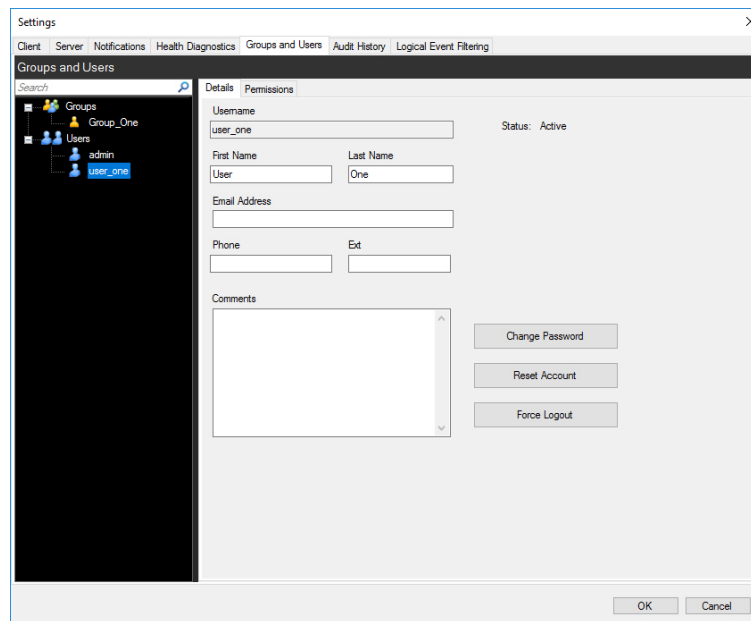 Settings
Client Server Notifications Health Diagnostics Groups and Users Audit History Logical Event Filtering
Groups and Users
Search
Groups
Group_One
Users
admin
user_one
Details Permissions
Username
user_one
Status: Active
First Name Last Name
User One
Email Address
Phone Ext
Comments
Change Password
Reset Account
Force Logout
OK Cancel